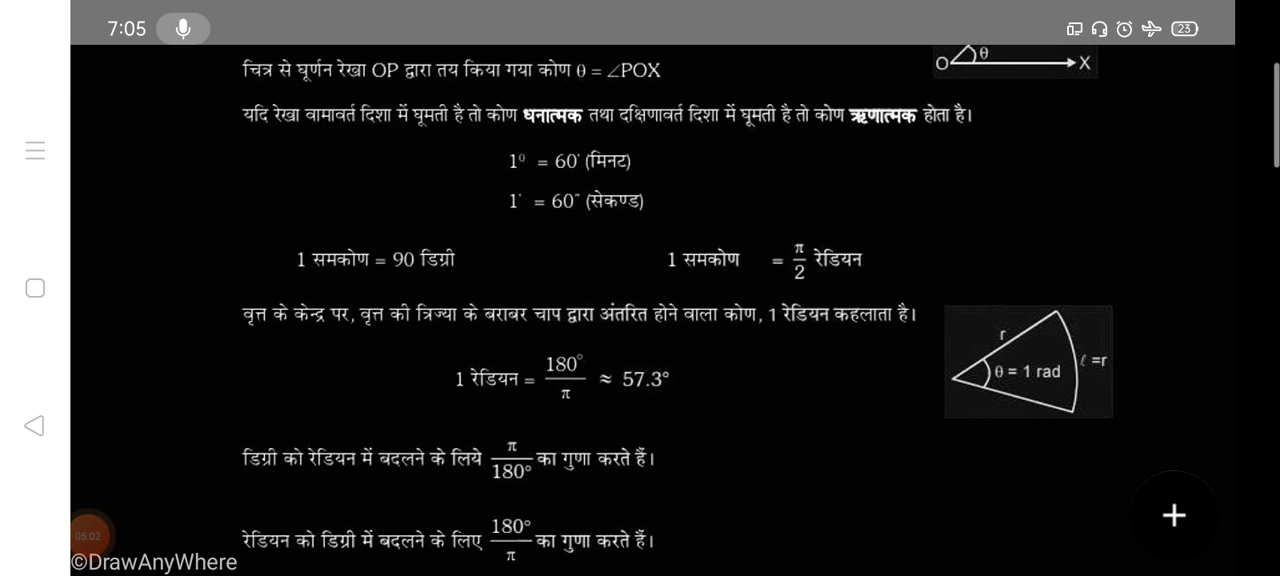 7:05
23
O θ X
चित्र से घूर्णन रेखा OP द्वारा तय किया गया कोण θ = ∠POX
यदि रेखा वामावर्त दिशा में घूमती है तो कोण धनात्मक तथा दक्षिणावर्त दिशा में घूमती है तो कोण ऋणात्मक होता है।
1⁰ = 60' (मिनट)
1' = 60" (सेकण्ड)
1 समकोण = 90 डिग्री 1 समकोण = π/2 रेडियन
वृत्त के केन्द्र पर, वृत्त की त्रिज्या के बराबर चाप द्वारा अंतरित होने वाला कोण, 1 रेडियन कहलाता है।
r
θ = 1 rad
ℓ =r
1 रेडियन = 180°/π ≈ 57.3°
डिग्री को रेडियन में बदलने के लिये π/180° का गुणा करते हैं।
रेडियन को डिग्री में बदलने के लिए 180°/π का गुणा करते हैं।
+
05:02
©DrawAnyWhere